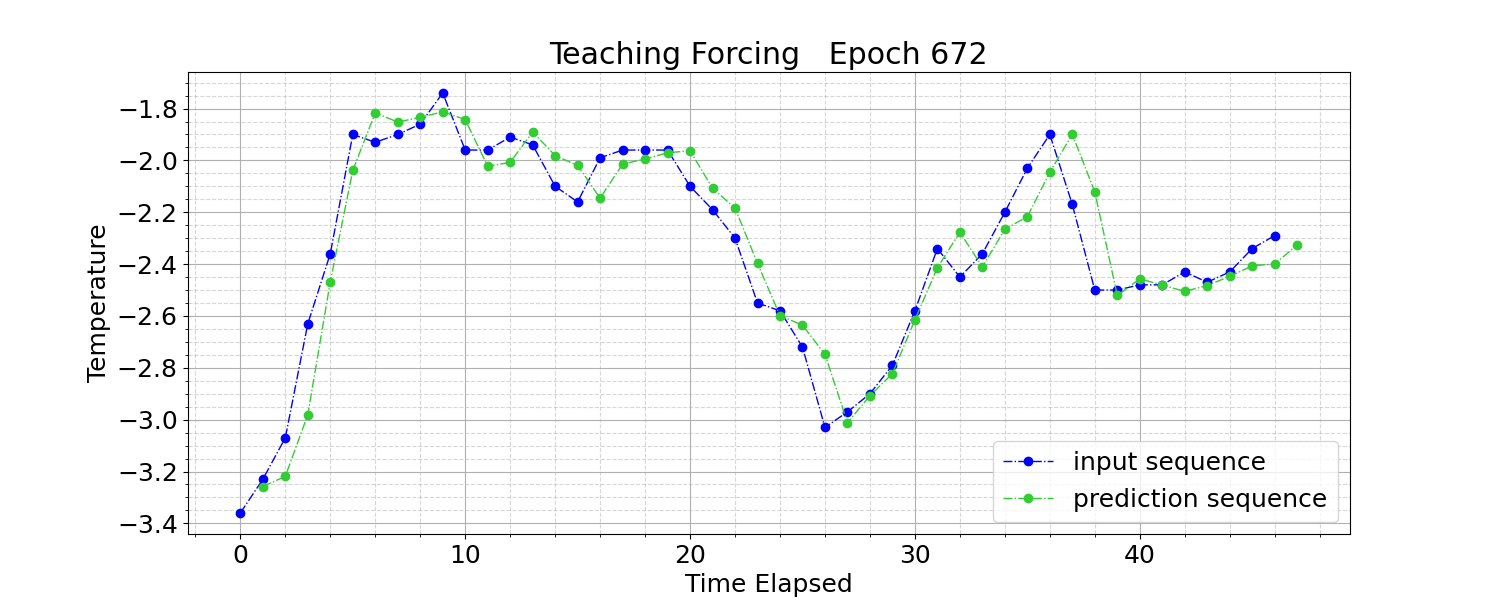 Teaching Forcing   Epoch 672
−1.8
−2.0
−2.2
−2.4
−2.6
−2.8
−3.0
−3.2
−3.4
Temperature
input sequence
prediction sequence
0 10 20 30 40
Time Elapsed